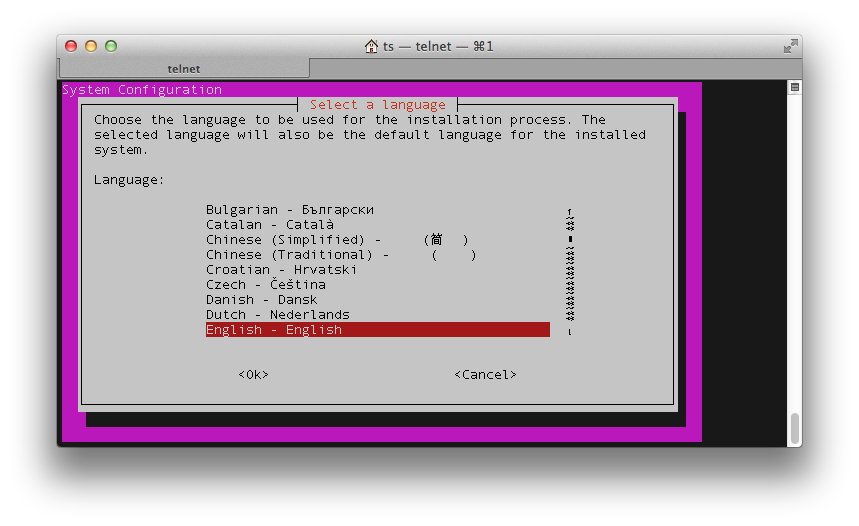 ts — telnet — ⌘1
telnet
System Configuration
Select a language
Choose the language to be used for the installation process. The
selected language will also be the default language for the installed
system.
Language:
Bulgarian - Български
Catalan - Català
Chinese (Simplified) - (简 )
Chinese (Traditional) - ( )
Croatian - Hrvatski
Czech - Čeština
Danish - Dansk
Dutch - Nederlands
English - English
<Ok> <Cancel>